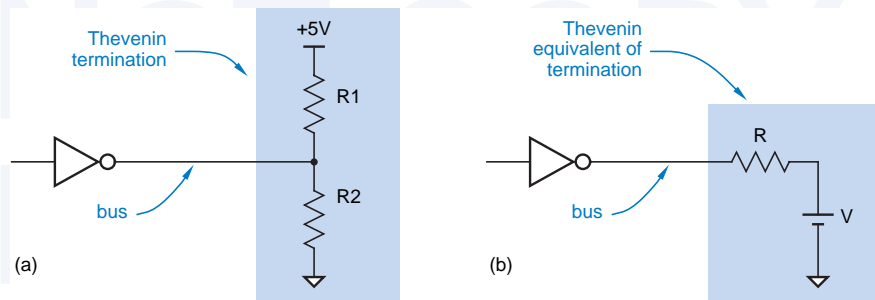 Thevenin
termination
+5V
R1
R2
bus
(a)
Thevenin
equivalent of
termination
R
V
bus
(b)